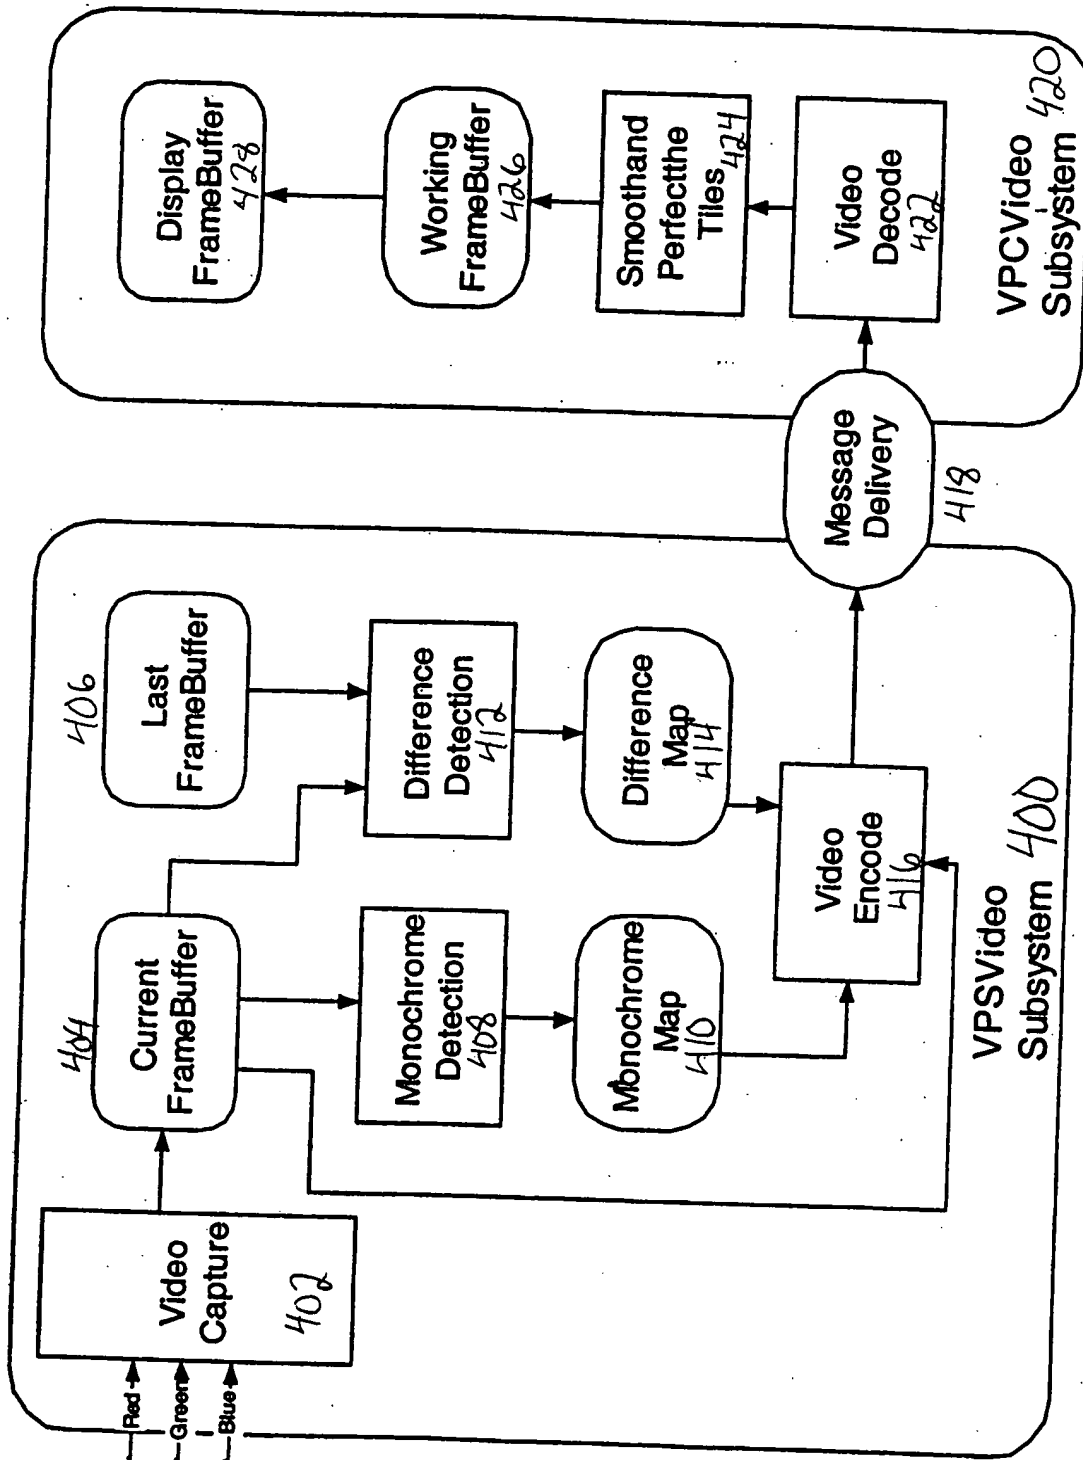 Red
Green
Blue
Video
Capture
402
404
Current
FrameBuffer
406
Last
FrameBuffer
Monochrome
Detection
408
Difference
Detection
412
Monochrome
Map
410
Difference
Map
414
Video
Encode
416
VPSVideo
Subsystem 400
Message
Delivery
418
Display
FrameBuffer
428
Working
FrameBuffer
426
Smoothand
Perfectthe
Tiles 424
Video
Decode
422
VPCVideo
Subsystem 420